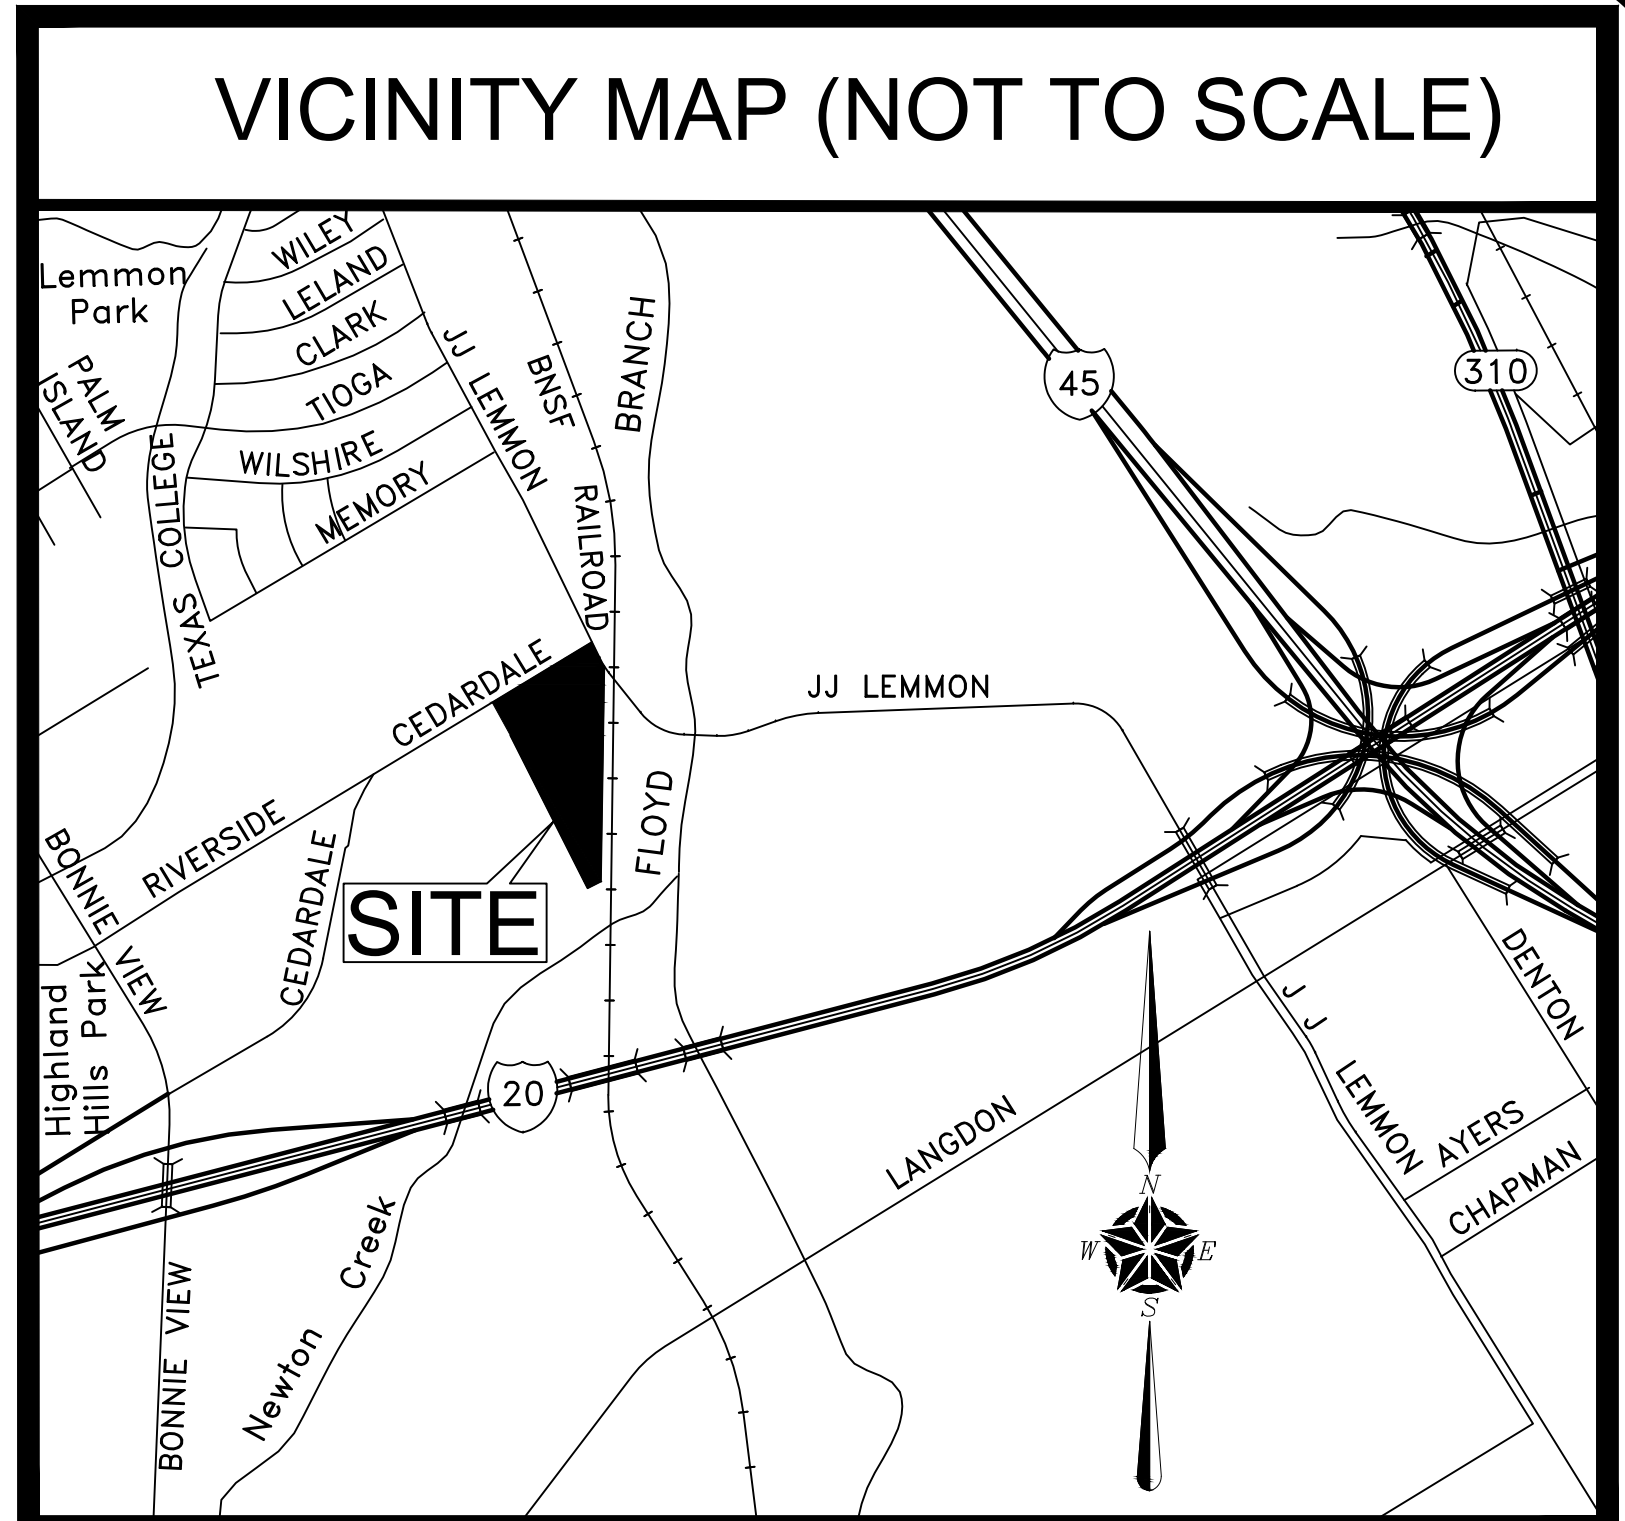 VICINITY MAP (NOT TO SCALE)
WILEY
Lemmon
Park
LELAND
CLARK
JJ LEMMON
BNSF RAILROAD
FLOYD BRANCH
45
310
PALM
ISLAND
TIOGA
WILSHIRE
MEMORY
TEXAS COLLEGE
CEDARDALE
JJ LEMMON
RIVERSIDE
BONNIE VIEW
CEDARDALE
SITE
Highland
Hills Park
DENTON
J J LEMMON
20
LANGDON
AYERS
CHAPMAN
N
W
E
S
Newton Creek
BONNIE VIEW